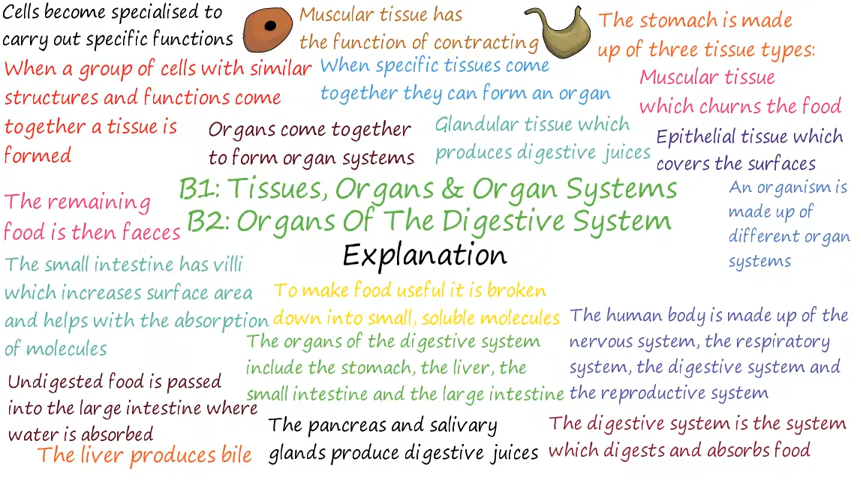 Cells become specialised to
carry out specific functions
Muscular tissue has
the function of contracting
The stomach is made
up of three tissue types:
When a group of cells with similar
structures and functions come
together a tissue is
formed
When specific tissues come
together they can form an organ
Muscular tissue
which churns the food
Organs come together
to form organ systems
Glandular tissue which
produces digestive juices
Epithelial tissue which
covers the surfaces
B1: Tissues, Organs & Organ Systems
B2: Organs Of The Digestive System
Explanation
An organism is
made up of
different organ
systems
The remaining
food is then faeces
The small intestine has villi
which increases surface area
and helps with the absorption
of molecules
To make food useful it is broken
down into small, soluble molecules
The human body is made up of the
nervous system, the respiratory
system, the digestive system and
the reproductive system
The organs of the digestive system
include the stomach, the liver, the
small intestine and the large intestine
Undigested food is passed
into the large intestine where
water is absorbed
The liver produces bile
The pancreas and salivary
glands produce digestive juices
The digestive system is the system
which digests and absorbs food